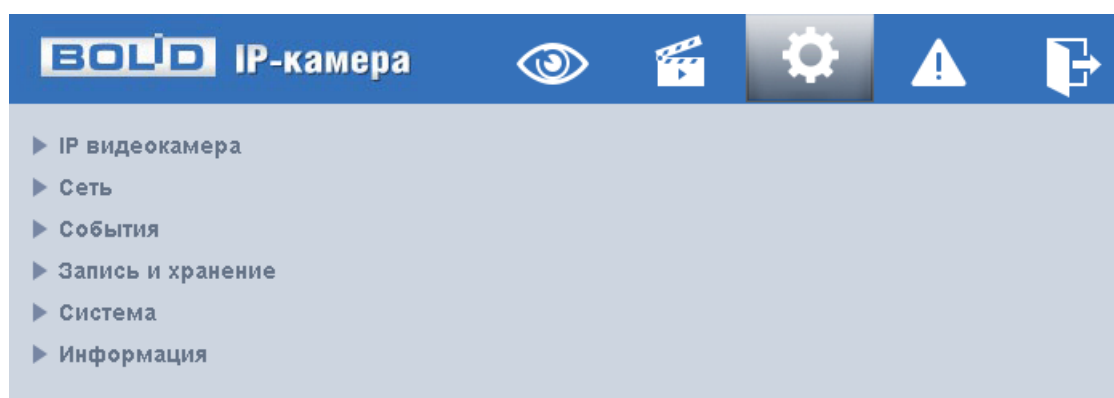 BOLID IP-камера
IP видеокамера
Сеть
События
Запись и хранение
Система
Информация